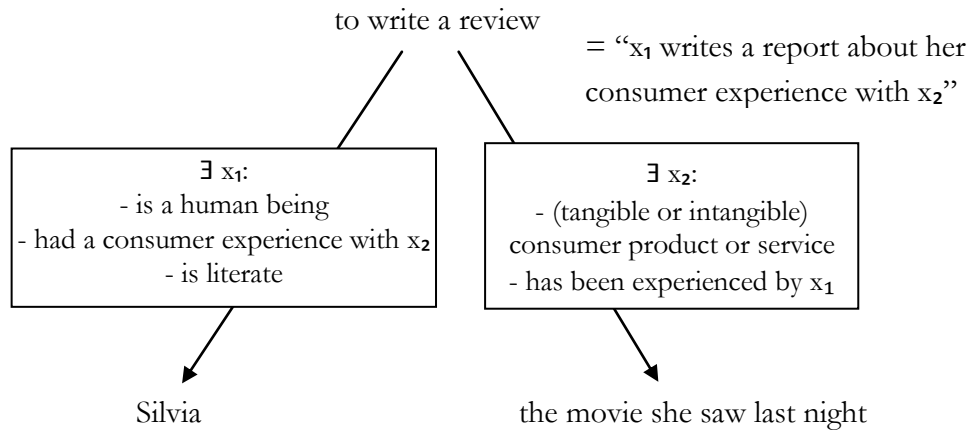 to write a review
= “x₁ writes a report about her
consumer experience with x₂”
∃ x₁:
- is a human being
- had a consumer experience with x₂
- is literate
∃ x₂:
- (tangible or intangible)
consumer product or service
- has been experienced by x₁
Silvia
the movie she saw last night